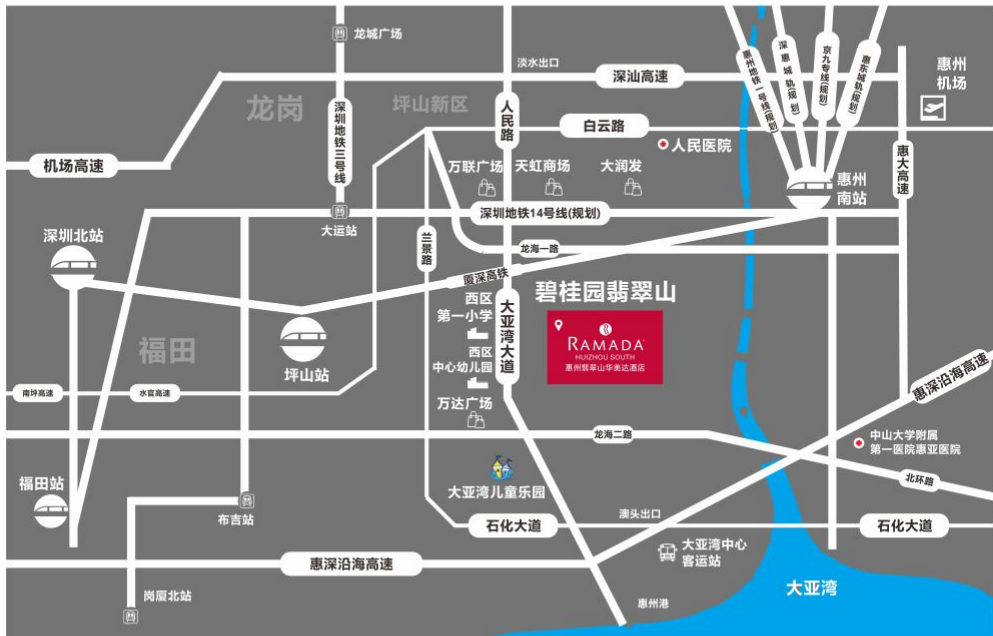 龙城广场
淡水出口
深汕高速
惠州地铁一号线(规划)
深惠城轨(规划)
京九专线(规划)
惠东城轨(规划)
惠州
机场
龙岗
坪山新区
深圳地铁三号线
人民路
白云路
人民医院
机场高速
万联广场
天虹商场
大润发
惠大高速
惠州
南站
深圳地铁14号线(规划)
大运站
深圳北站
兰景路
龙海一路
厦深高铁
碧桂园翡翠山
西区
第一小学
大亚湾大道
RAMADA
HUIZHOU SOUTH
惠州翡翠山华美达酒店
福田
坪山站
西区
中心幼儿园
惠深沿海高速
南坪高速
水官高速
万达广场
龙海二路
中山大学附属
第一医院惠亚医院
福田站
布吉站
大亚湾儿童乐园
北环路
澳头出口
石化大道
石化大道
大亚湾中心
客运站
惠深沿海高速
大亚湾
岗厦北站
惠州港